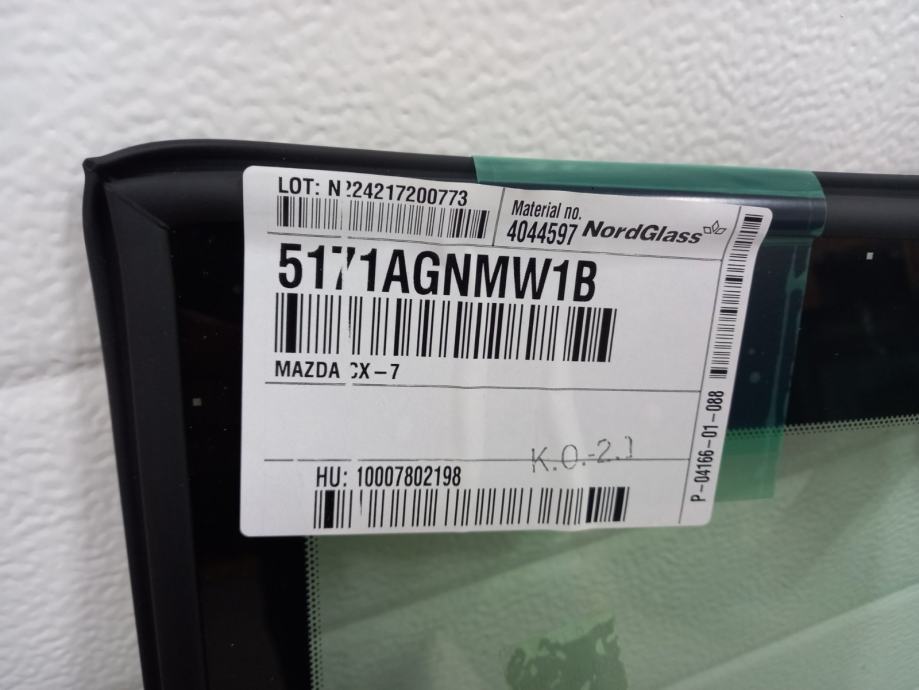 LOT: N224217200773
Material no.
4044597 NordGlass
5171AGNMW1B
MAZDA CX-7
K.O.-2.1
HU: 10007802198
P-04166-01-088